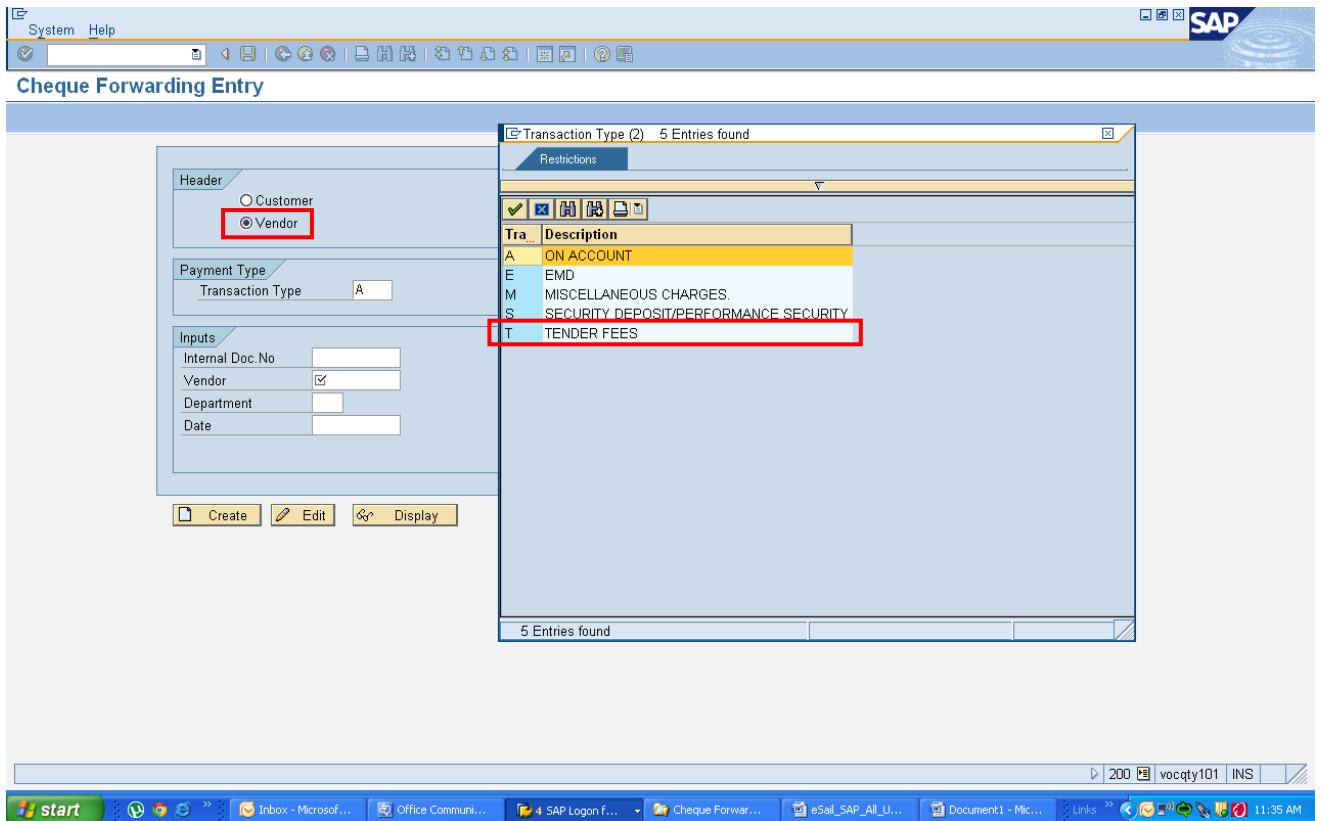 System Help
SAP
Cheque Forwarding Entry
Transaction Type (2) 5 Entries found
Restrictions
Header
Customer
Vendor
Tra... Description
A ON ACCOUNT
E EMD
M MISCELLANEOUS CHARGES.
S SECURITY DEPOSIT/PERFORMANCE SECURITY
T TENDER FEES
Payment Type
Transaction Type A
Inputs
Internal Doc.No
Vendor
Department
Date
Create Edit Display
5 Entries found
200 vocqty101 INS
start
Inbox - Microsof... Office Communi... 4 SAP Logon f... Cheque Forwar... eSail_SAP_All_U... Document1 - Mic... Links » 11:35 AM